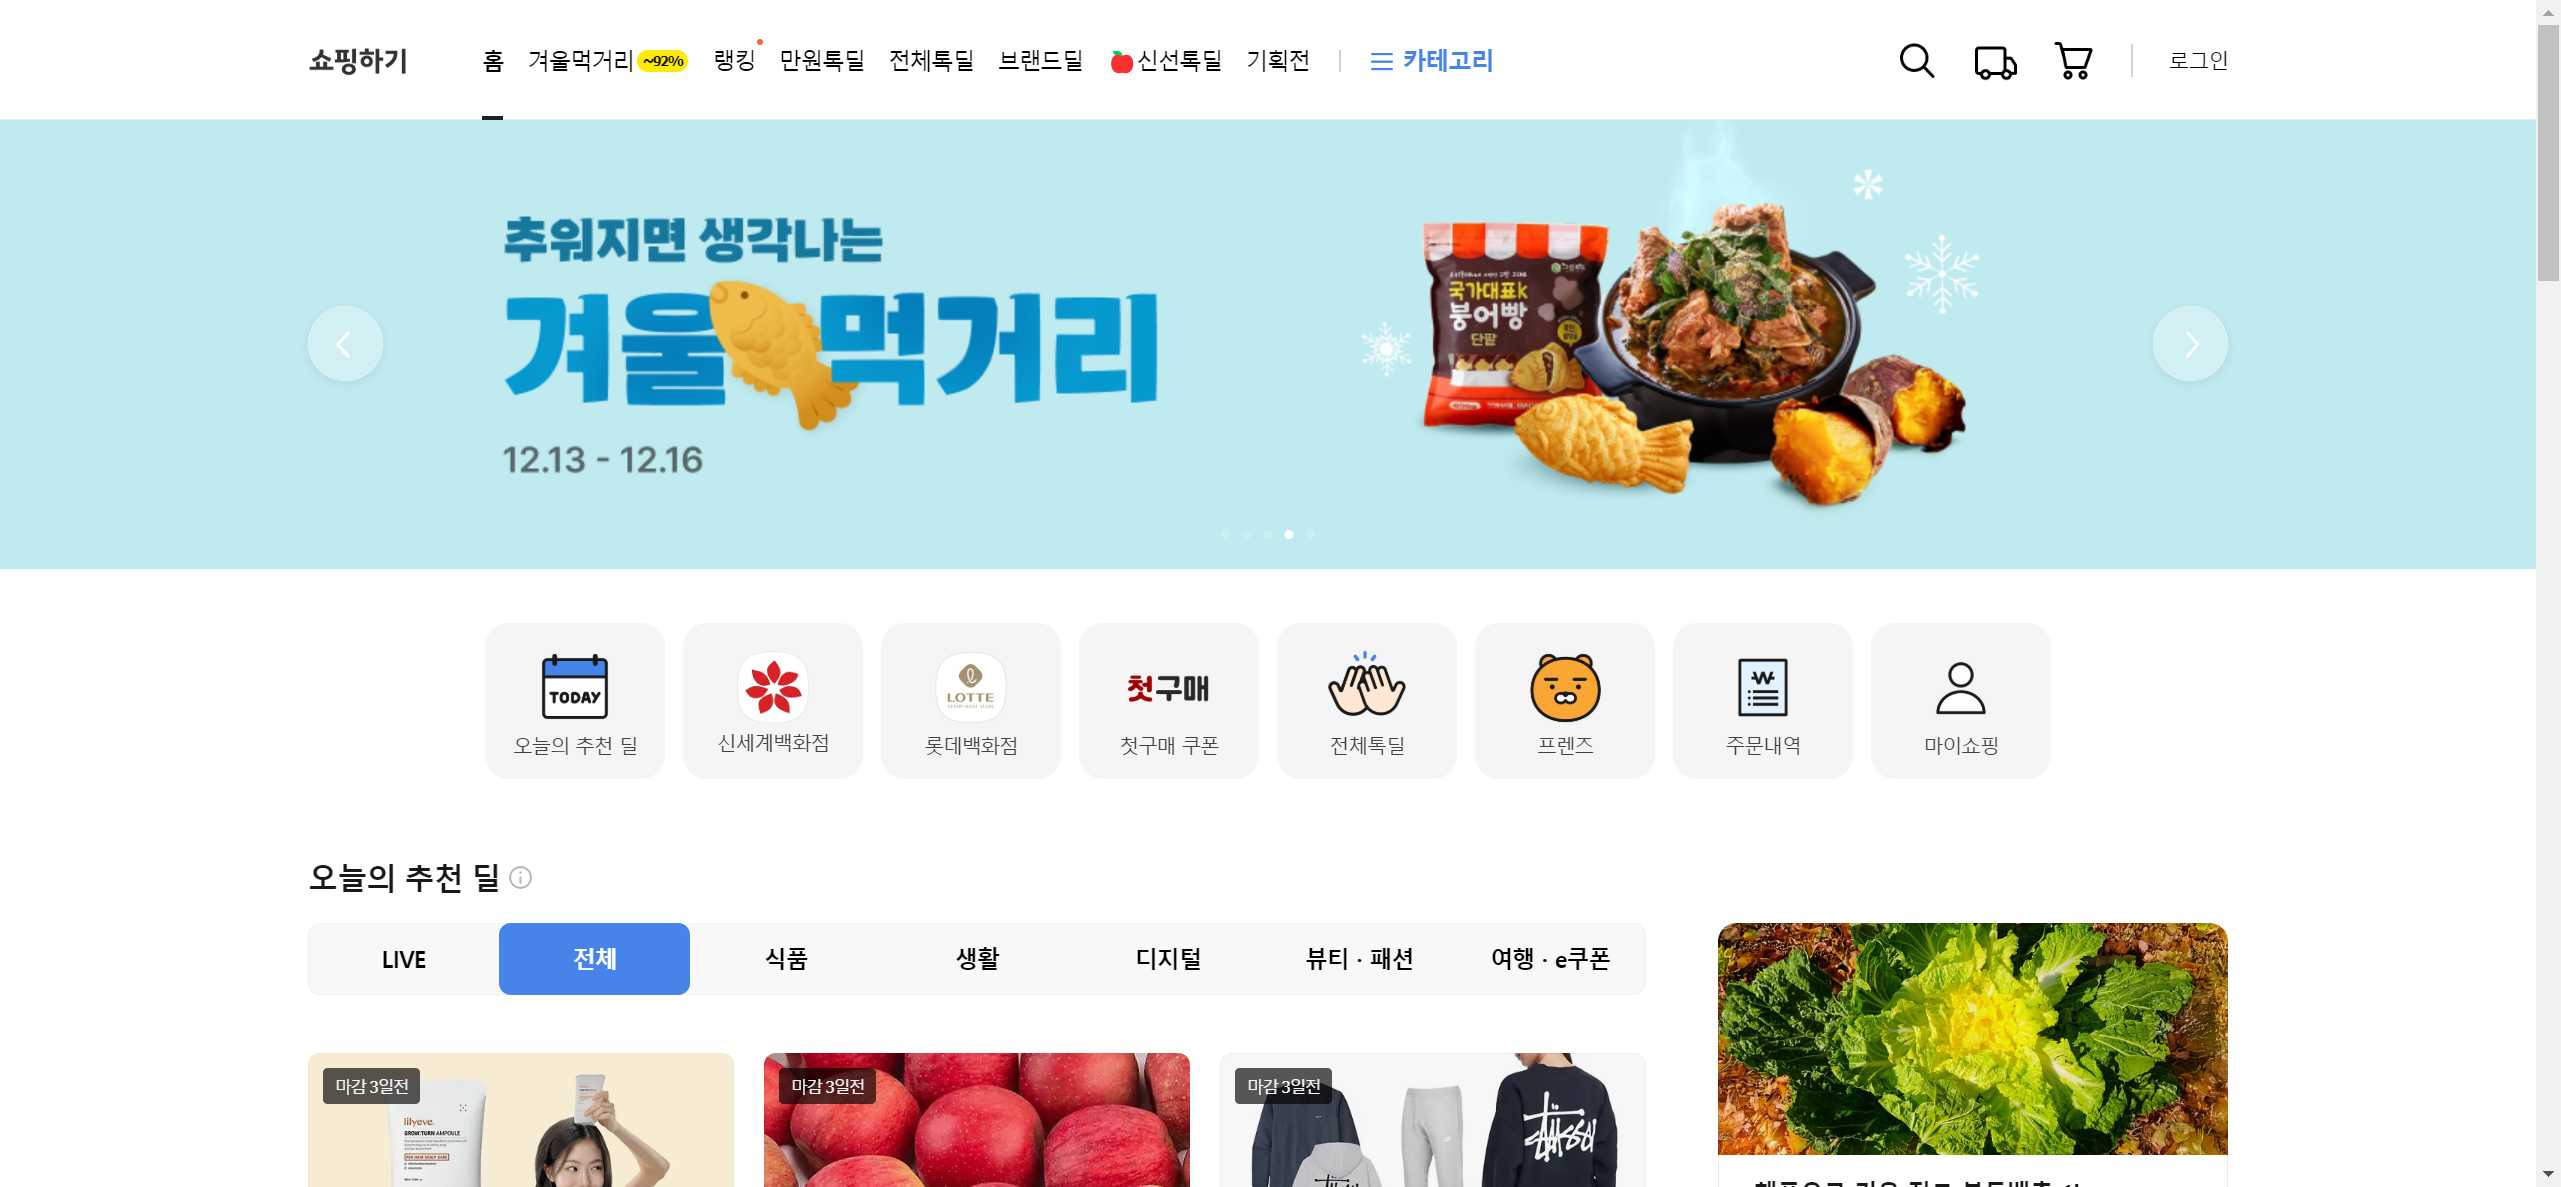 쇼핑하기
홈 겨울먹거리 ~92% 랭킹 만원톡딜 전체톡딜 브랜드딜 신선톡딜 기획전 카테고리
로그인
추워지면 생각나는
겨울먹거리
12.13 - 12.16
국가대표K
붕어빵
단팥
TODAY
오늘의 추천 딜
신세계백화점
LOTTE
롯데백화점
첫구매
첫구매 쿠폰
전체톡딜
프렌즈
주문내역
마이쇼핑
오늘의 추천 딜
LIVE 전체 식품 생활 디지털 뷰티 · 패션 여행 · e쿠폰
마감 3일전
lilyeve.
GROW:TURN AMPOULE
마감 3일전
마감 3일전